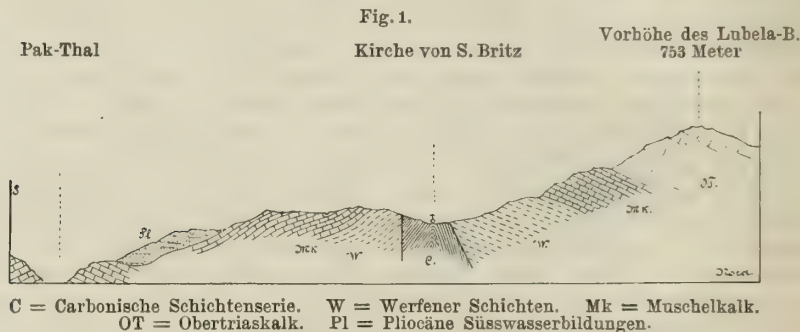 Fig. 1.
Pak-Thal
Kirche von S. Britz
Vorhöhe des Lubela-B.
753 Meter
S
Pl
Mk
W
C.
W.
Mk.
OT.
C = Carbonische Schichtenserie. W = Werfener Schichten. Mk = Muschelkalk.
OT = Obertriaskalk. Pl = Pliocäne Süsswasserbildungen.